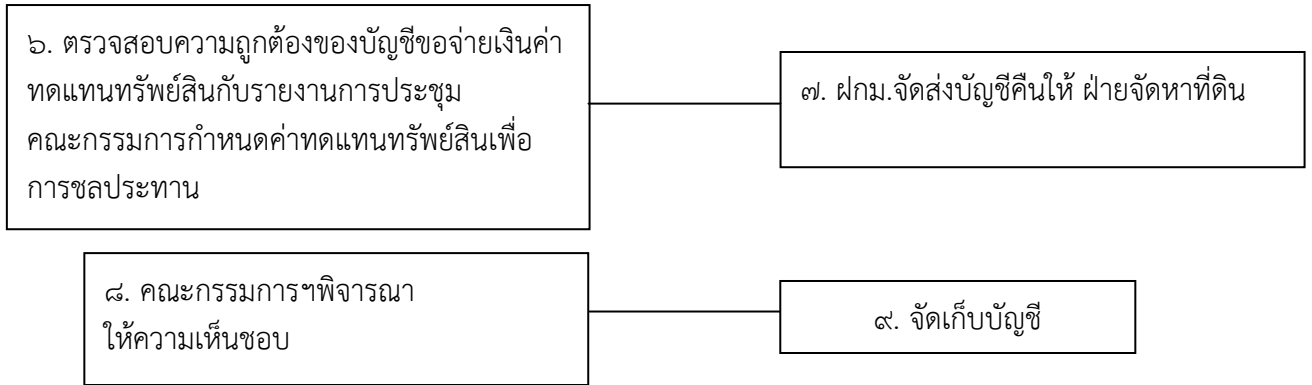 ๖. ตรวจสอบความถูกต้องของบัญชีขอจ่ายเงินค่า
ทดแทนทรัพย์สินกับรายงานการประชุม
คณะกรรมการกำหนดค่าทดแทนทรัพย์สินเพื่อ
การชลประทาน
๗. ฝกม.จัดส่งบัญชีคืนให้ ฝ่ายจัดหาที่ดิน
๘. คณะกรรมการฯพิจารณา
ให้ความเห็นชอบ
๙. จัดเก็บบัญชี